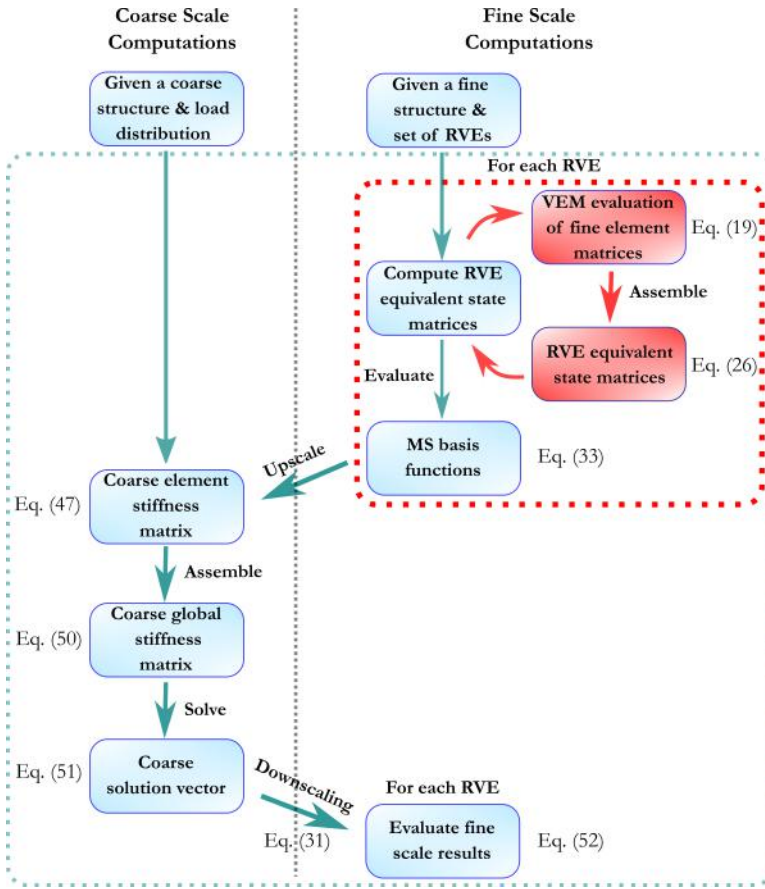 Coarse Scale
Computations
Fine Scale
Computations
Given a coarse
structure & load
distribution
Given a fine
structure &
set of RVEs
For each RVE
VEM evaluation
of fine element
matrices
Eq. (19)
Compute RVE
equivalent state
matrices
Assemble
RVE equivalent
state matrices
Eq. (26)
Evaluate
MS basis
functions
Eq. (33)
Upscale
Eq. (47)
Coarse element
stiffness
matrix
Assemble
Eq. (50)
Coarse global
stiffness
matrix
Solve
Eq. (51)
Coarse
solution vector
Downscaling
Eq. (31)
For each RVE
Evaluate fine
scale results
Eq. (52)